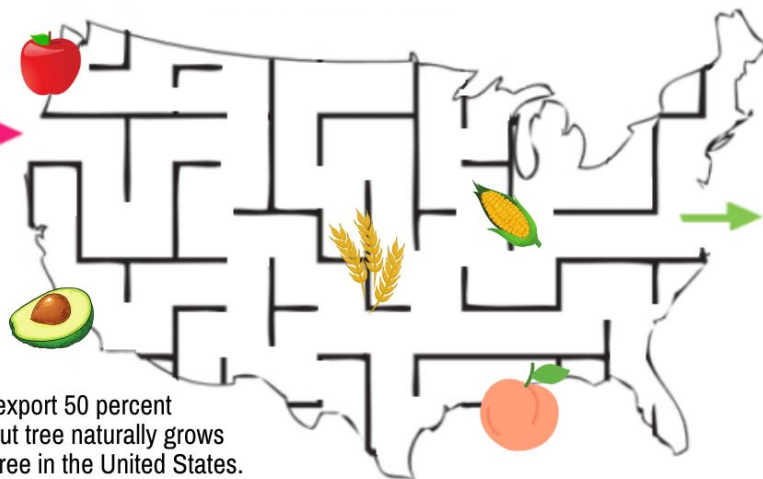 export 50 percent
ut tree naturally grows
ree in the United States.